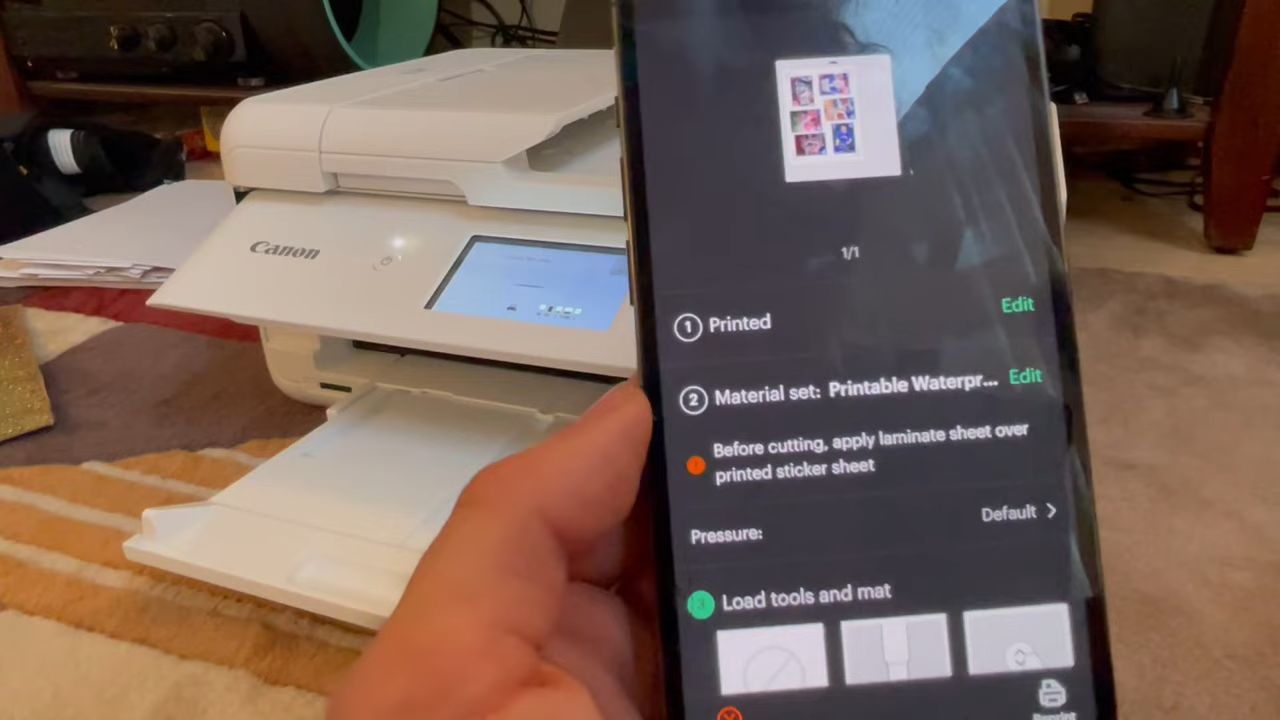 Canon
1/1
1 Printed
Edit
2 Material set: Printable Waterpr...
Edit
Before cutting, apply laminate sheet over
printed sticker sheet
Pressure:
Default
3 Load tools and mat